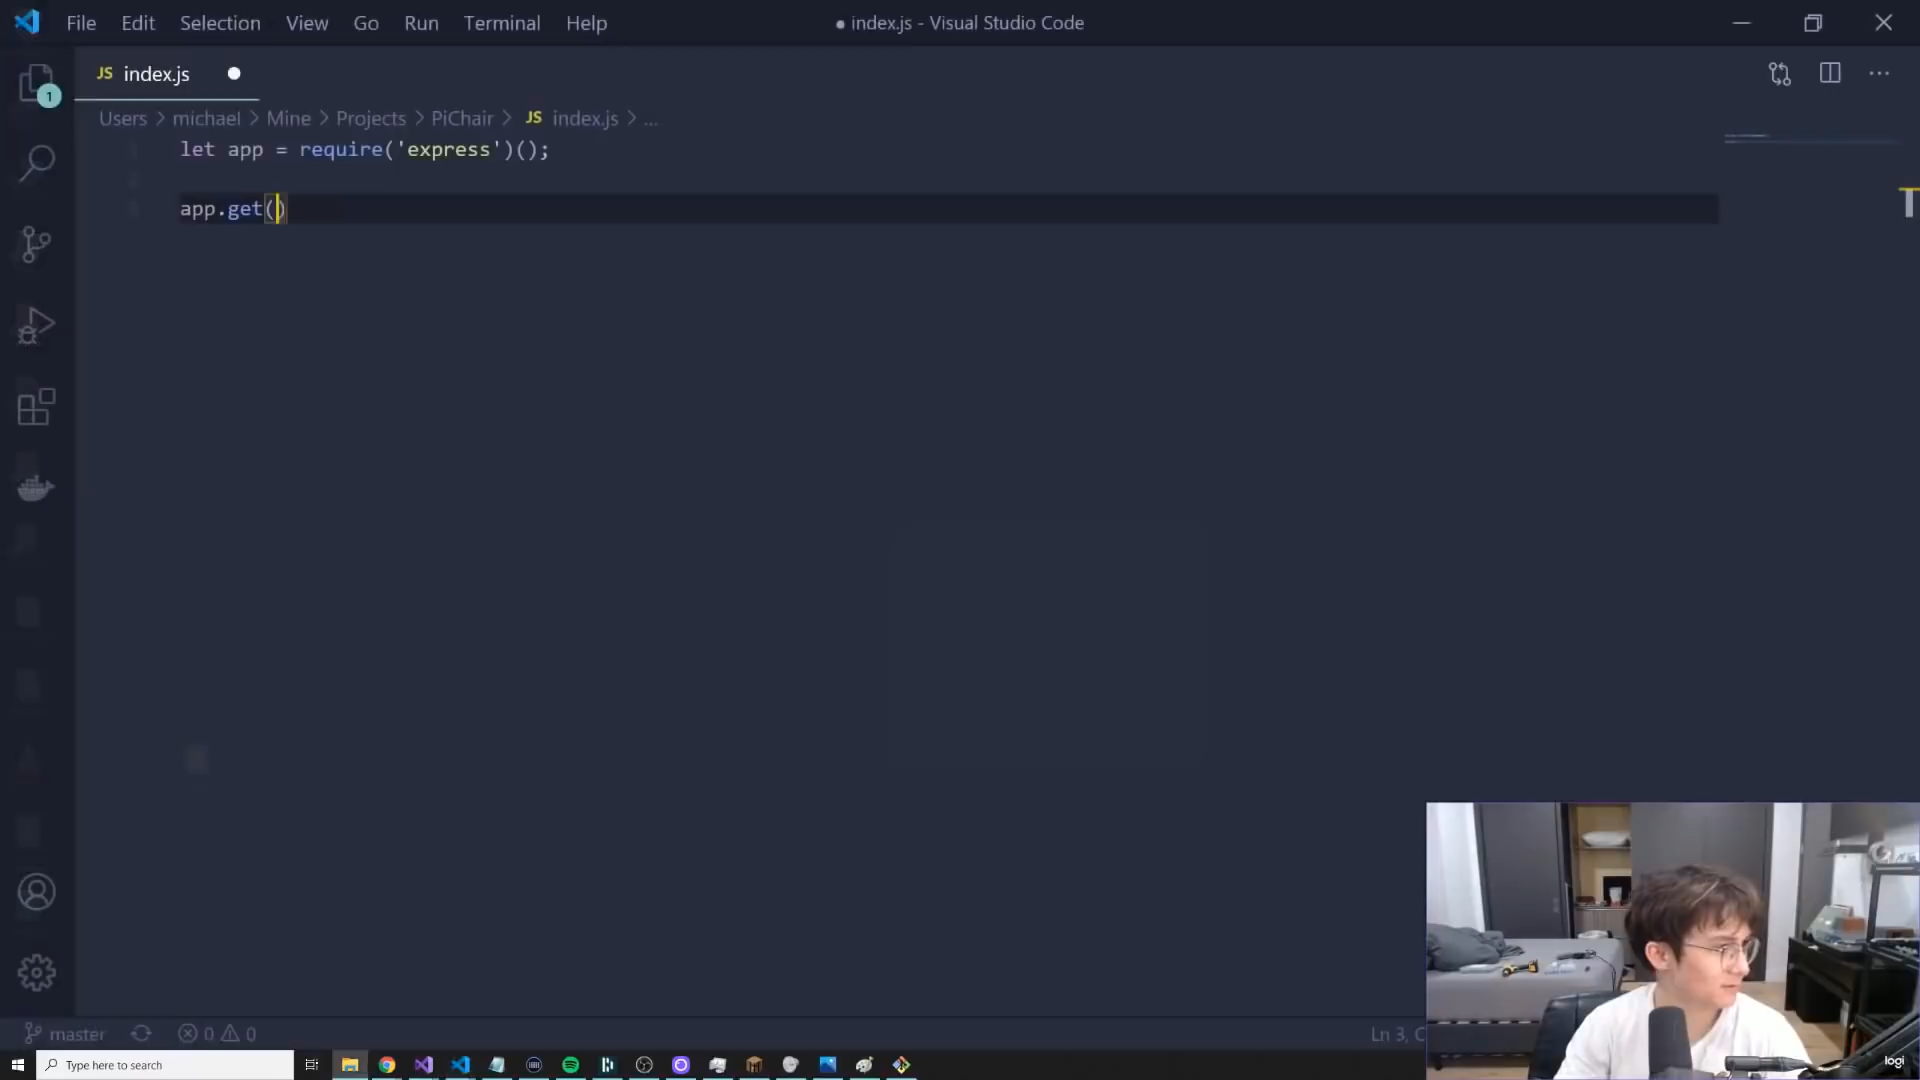 File Edit Selection View Go Run Terminal Help ● index.js - Visual Studio Code
JS index.js
1
Users > michael > Mine > Projects > PiChair > JS index.js > ...
let app = require('express')();
app.get()
master 0 0
Ln 3, C
Type here to search
logi